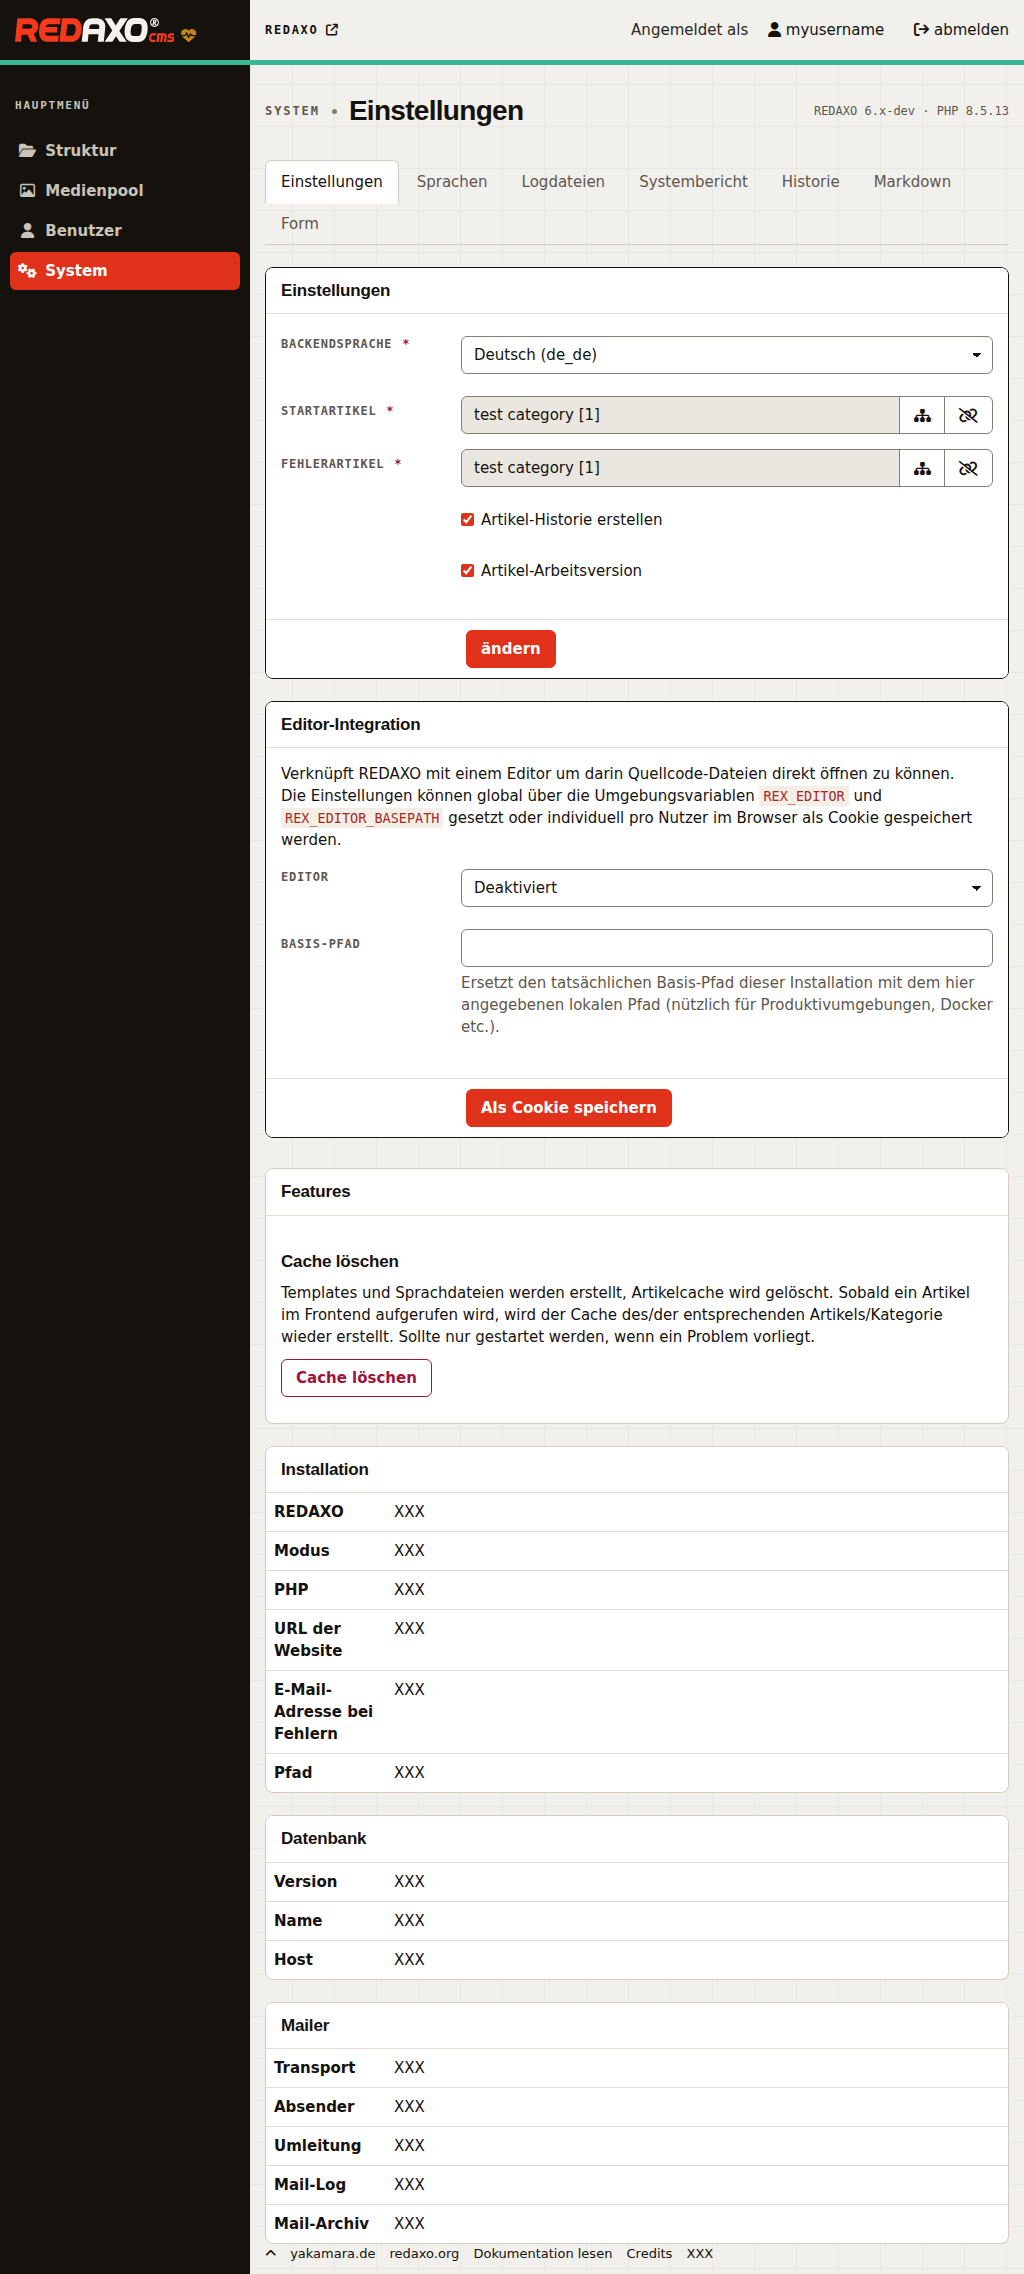 REDAXO® cms
REDAXO
Angemeldet als myusername abmelden
HAUPTMENÜ
Struktur
Medienpool
Benutzer
System
SYSTEM • Einstellungen
REDAXO 6.x-dev · PHP 8.5.13
Einstellungen Sprachen Logdateien Systembericht Historie Markdown
Form
Einstellungen
BACKENDSPRACHE *
Deutsch (de_de)
STARTARTIKEL *
test category [1]
FEHLERARTIKEL *
test category [1]
Artikel-Historie erstellen
Artikel-Arbeitsversion
ändern
Editor-Integration
Verknüpft REDAXO mit einem Editor um darin Quellcode-Dateien direkt öffnen zu können.
Die Einstellungen können global über die Umgebungsvariablen REX_EDITOR und
REX_EDITOR_BASEPATH gesetzt oder individuell pro Nutzer im Browser als Cookie gespeichert
werden.
EDITOR
Deaktiviert
BASIS-PFAD
Ersetzt den tatsächlichen Basis-Pfad dieser Installation mit dem hier
angegebenen lokalen Pfad (nützlich für Produktivumgebungen, Docker
etc.).
Als Cookie speichern
Features
Cache löschen
Templates und Sprachdateien werden erstellt, Artikelcache wird gelöscht. Sobald ein Artikel
im Frontend aufgerufen wird, wird der Cache des/der entsprechenden Artikels/Kategorie
wieder erstellt. Sollte nur gestartet werden, wenn ein Problem vorliegt.
Cache löschen
Installation
REDAXO XXX
Modus XXX
PHP XXX
URL der XXX
Website
E-Mail- XXX
Adresse bei
Fehlern
Pfad XXX
Datenbank
Version XXX
Name XXX
Host XXX
Mailer
Transport XXX
Absender XXX
Umleitung XXX
Mail-Log XXX
Mail-Archiv XXX
yakamara.de redaxo.org Dokumentation lesen Credits XXX